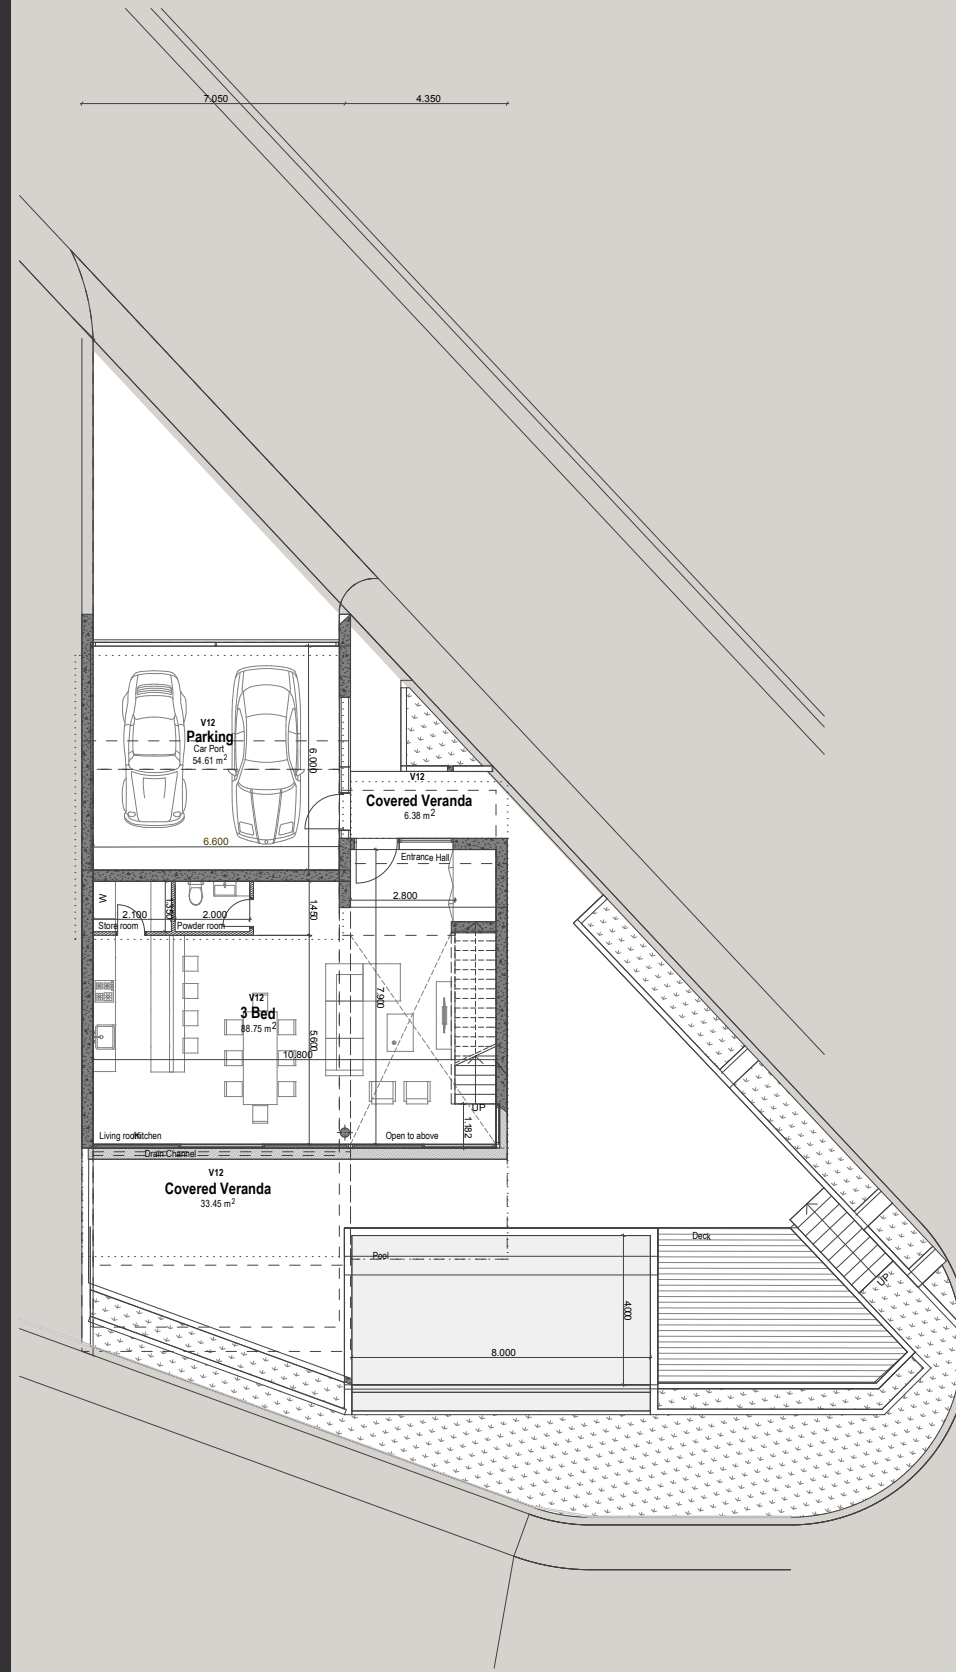 7.050
4.350
V12
Parking
Car Port
54.61 m²
6.000
6.600
V12
Covered Veranda
6.38 m²
Entrance Hall
2.800
W
2.100
1.350
2.000
1.450
Store room
Powder room
7.900
V12
3 Bed
88.75 m²
5.600
10.800
UP
1.182
Living room
Kitchen
Open to above
Drain Channel
V12
Covered Veranda
33.45 m²
Pool
Deck
UP
4.000
8.000